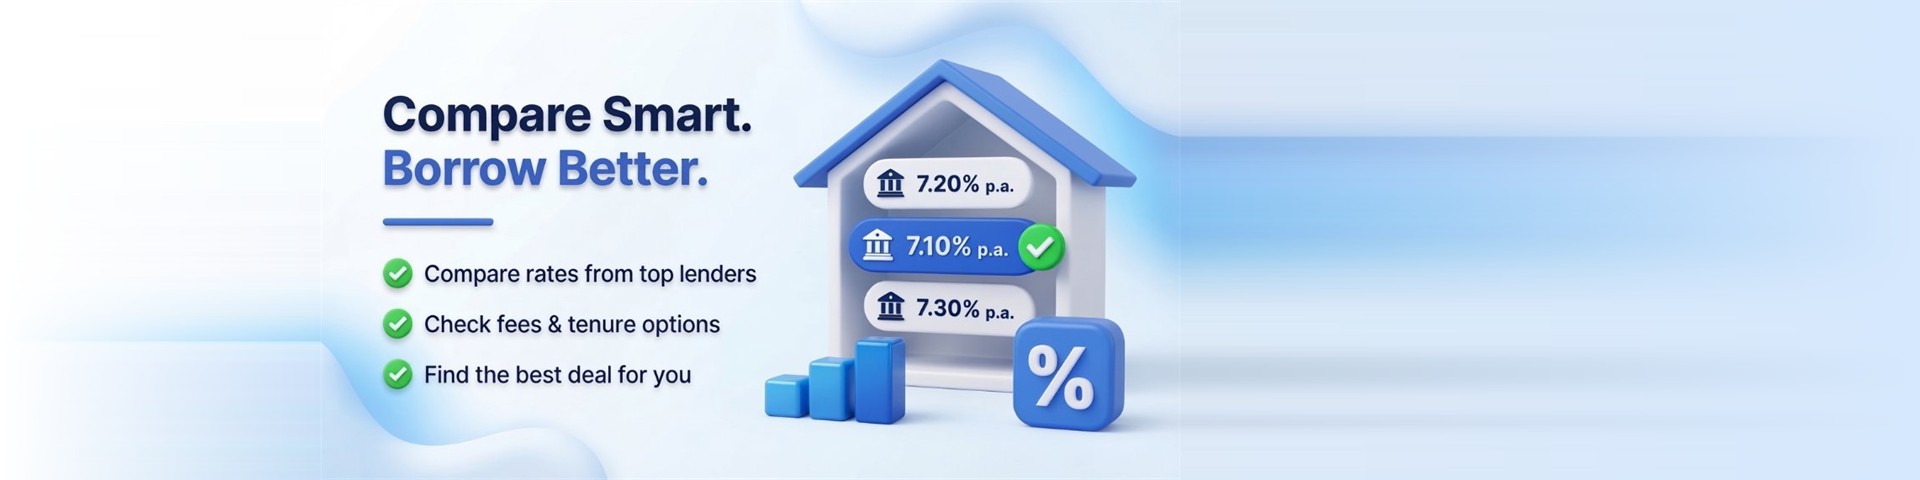 Compare Smart.
Borrow Better.
Compare rates from top lenders
Check fees & tenure options
Find the best deal for you
7.20% p.a.
7.10% p.a.
7.30% p.a.
%